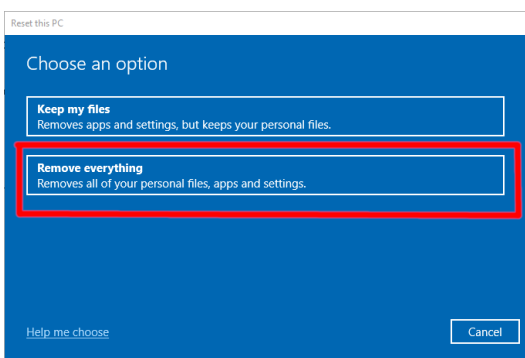 Reset this PC
Choose an option
Keep my files
Removes apps and settings, but keeps your personal files.
Remove everything
Removes all of your personal files, apps and settings.
Help me choose
Cancel